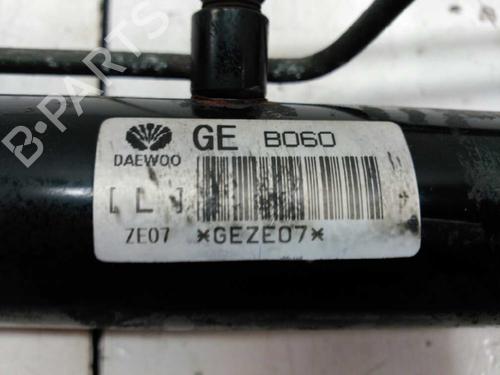 GE B060
DAEWOO
[ L ]
ZE07 *GEZE07*
B-PARTS